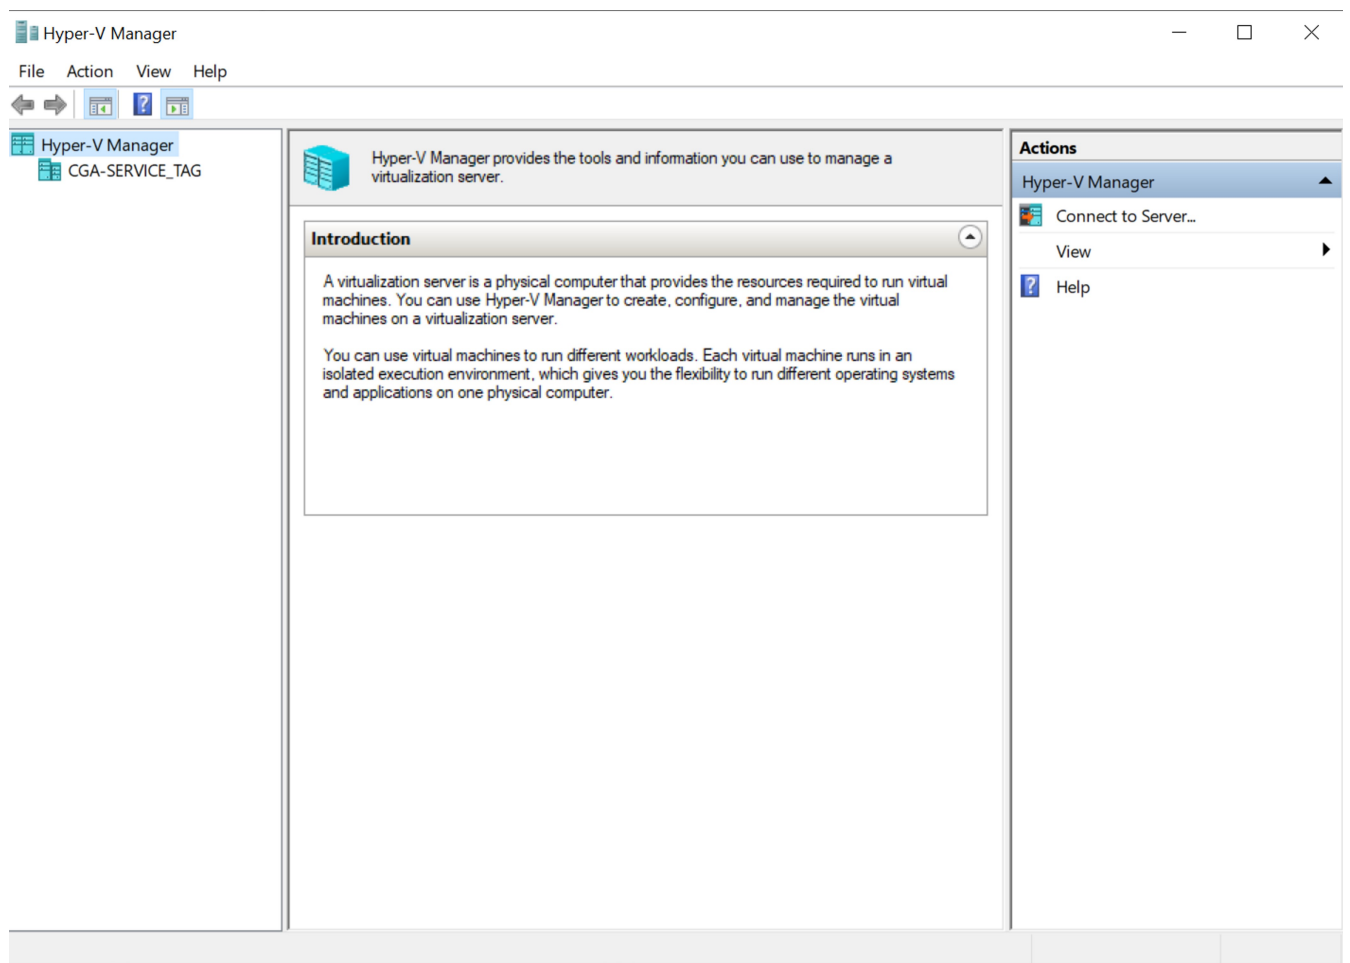 Hyper-V Manager
File Action View Help
?
Hyper-V Manager
CGA-SERVICE_TAG
Hyper-V Manager provides the tools and information you can use to manage a
virtualization server.
Introduction
A virtualization server is a physical computer that provides the resources required to run virtual
machines. You can use Hyper-V Manager to create, configure, and manage the virtual
machines on a virtualization server.
You can use virtual machines to run different workloads. Each virtual machine runs in an
isolated execution environment, which gives you the flexibility to run different operating systems
and applications on one physical computer.
Actions
Hyper-V Manager
Connect to Server...
View
? Help